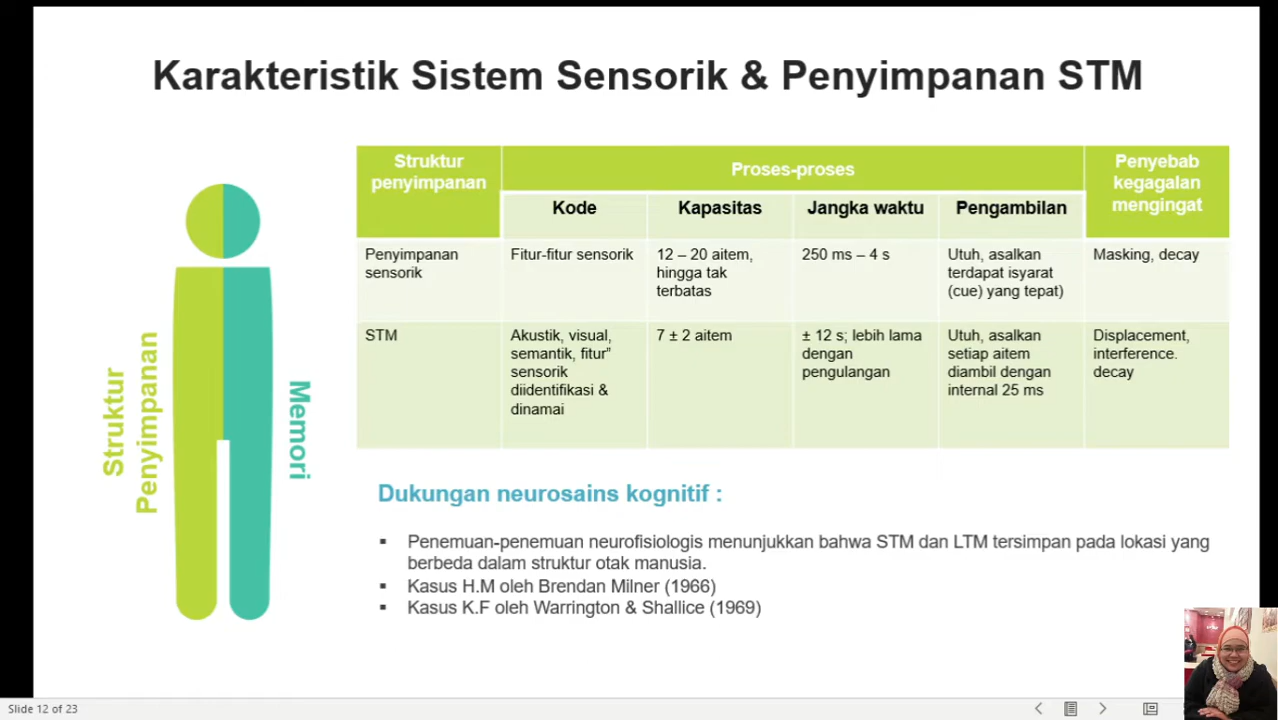 Karakteristik Sistem Sensorik & Penyimpanan STM
Struktur
Penyimpanan
Memori
Struktur
penyimpanan
Proses-proses
Penyebab
kegagalan
mengingat
Kode
Kapasitas
Jangka waktu
Pengambilan
Penyimpanan
sensorik
Fitur-fitur sensorik
12 – 20 aitem,
hingga tak
terbatas
250 ms – 4 s
Utuh, asalkan
terdapat isyarat
(cue) yang tepat)
Masking, decay
STM
Akustik, visual,
semantik, fitur”
sensorik
diidentifikasi &
dinamai
7 ± 2 aitem
± 12 s; lebih lama
dengan
pengulangan
Utuh, asalkan
setiap aitem
diambil dengan
internal 25 ms
Displacement,
interference.
decay
Dukungan neurosains kognitif :
▪ Penemuan-penemuan neurofisiologis menunjukkan bahwa STM dan LTM tersimpan pada lokasi yang
berbeda dalam struktur otak manusia.
▪ Kasus H.M oleh Brendan Milner (1966)
▪ Kasus K.F oleh Warrington & Shallice (1969)
Slide 12 of 23